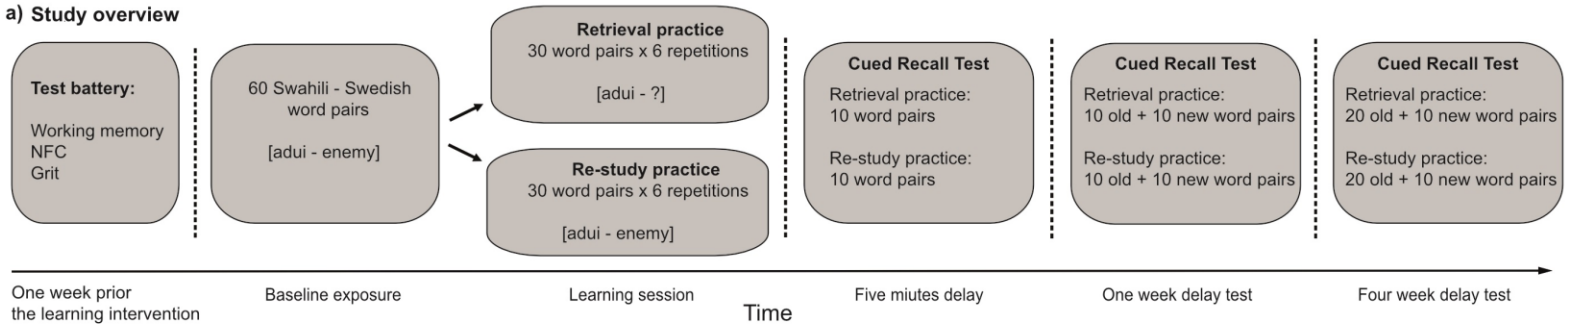 a) Study overview
Test battery:
Working memory
NFC
Grit
60 Swahili - Swedish
word pairs
[adui - enemy]
Retrieval practice
30 word pairs x 6 repetitions
[adui - ?]
Re-study practice
30 word pairs x 6 repetitions
[adui - enemy]
Cued Recall Test
Retrieval practice:
10 word pairs
Re-study practice:
10 word pairs
Cued Recall Test
Retrieval practice:
10 old + 10 new word pairs
Re-study practice:
10 old + 10 new word pairs
Cued Recall Test
Retrieval practice:
20 old + 10 new word pairs
Re-study practice:
20 old + 10 new word pairs
One week prior
the learning intervention
Baseline exposure
Learning session
Five miutes delay
One week delay test
Four week delay test
Time